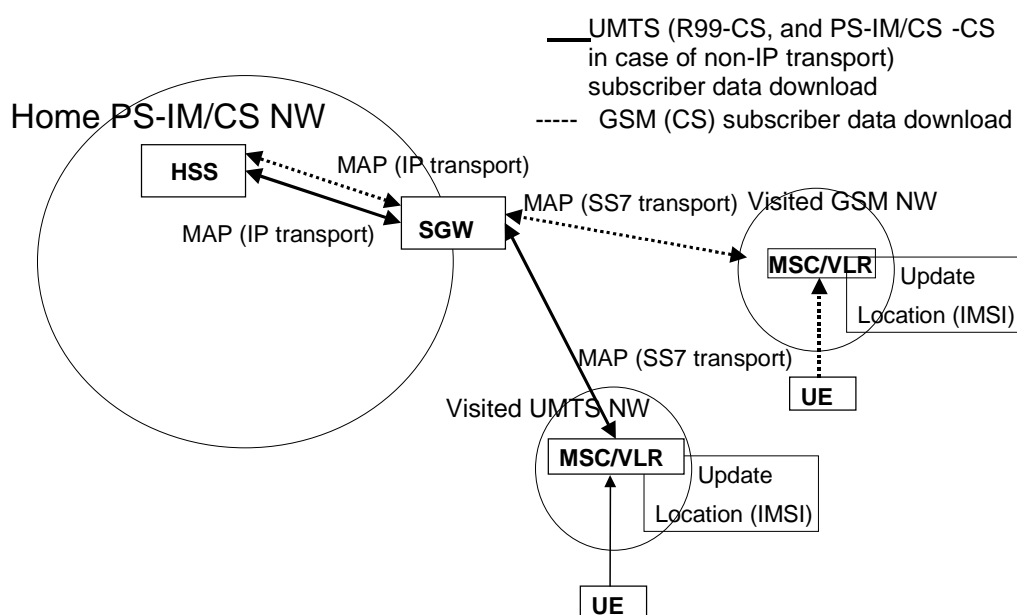 UMTS (R99-CS, and PS-IM/CS -CS
in case of non-IP transport)
subscriber data download
GSM (CS) subscriber data download
Home PS-IM/CS NW
HSS
MAP (IP transport)
MAP (IP transport)
SGW
MAP (SS7 transport)
Visited GSM NW
MSC/VLR
Update
Location (IMSI)
UE
MAP (SS7 transport)
Visited UMTS NW
MSC/VLR
Update
Location (IMSI)
UE